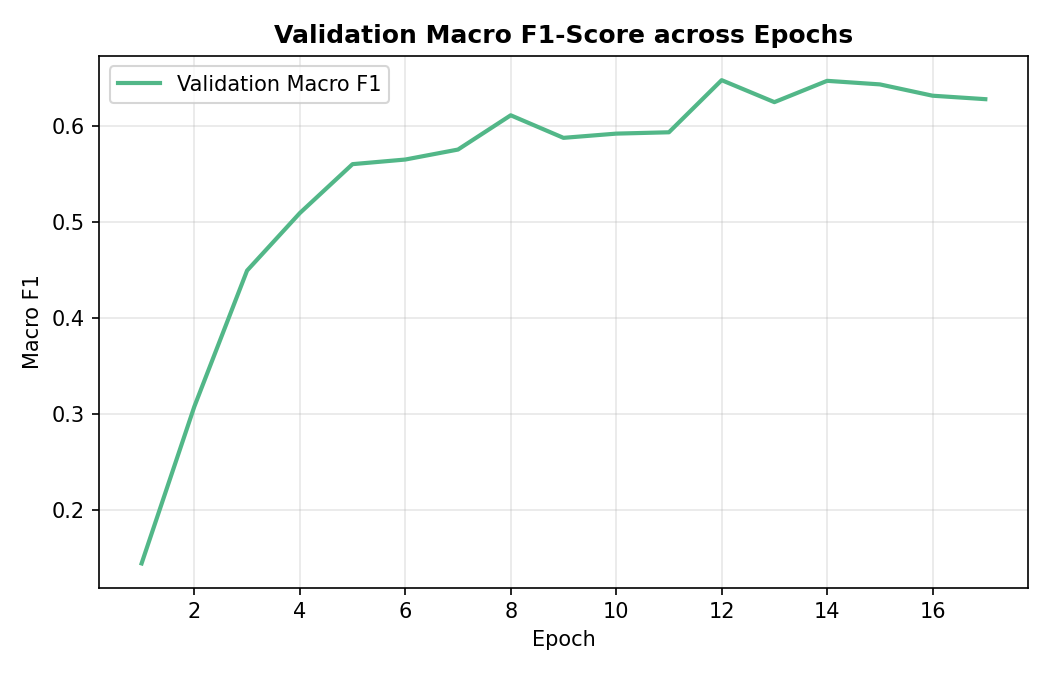 Validation Macro F1-Score across Epochs
Validation Macro F1
Macro F1
0.6
0.5
0.4
0.3
0.2
2 4 6 8 10 12 14 16
Epoch